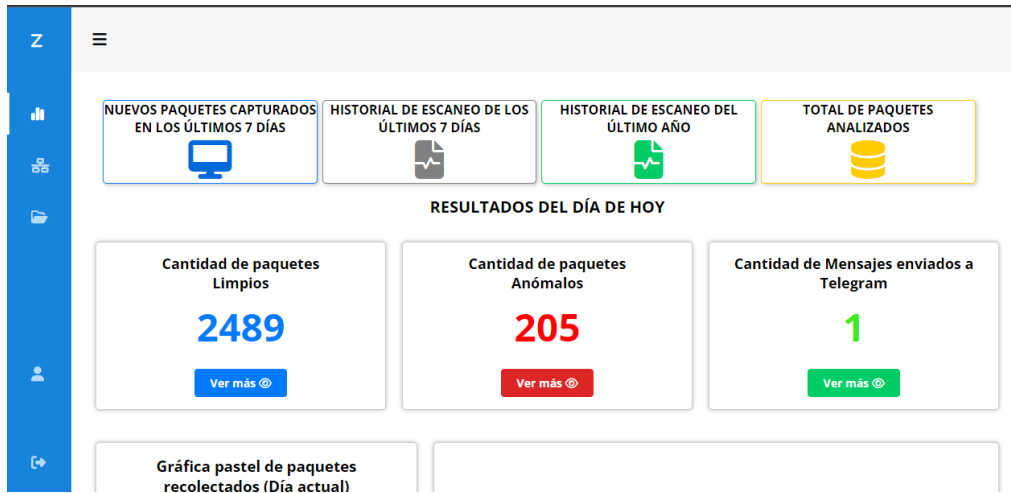 Z
NUEVOS PAQUETES CAPTURADOS
EN LOS ÚLTIMOS 7 DÍAS
HISTORIAL DE ESCANEO DE LOS
ÚLTIMOS 7 DÍAS
HISTORIAL DE ESCANEO DEL
ÚLTIMO AÑO
TOTAL DE PAQUETES
ANALIZADOS
RESULTADOS DEL DÍA DE HOY
Cantidad de paquetes
Limpios
2489
Ver más
Cantidad de paquetes
Anómalos
205
Ver más
Cantidad de Mensajes enviados a
Telegram
1
Ver más
Gráfica pastel de paquetes
recolectados (Día actual)